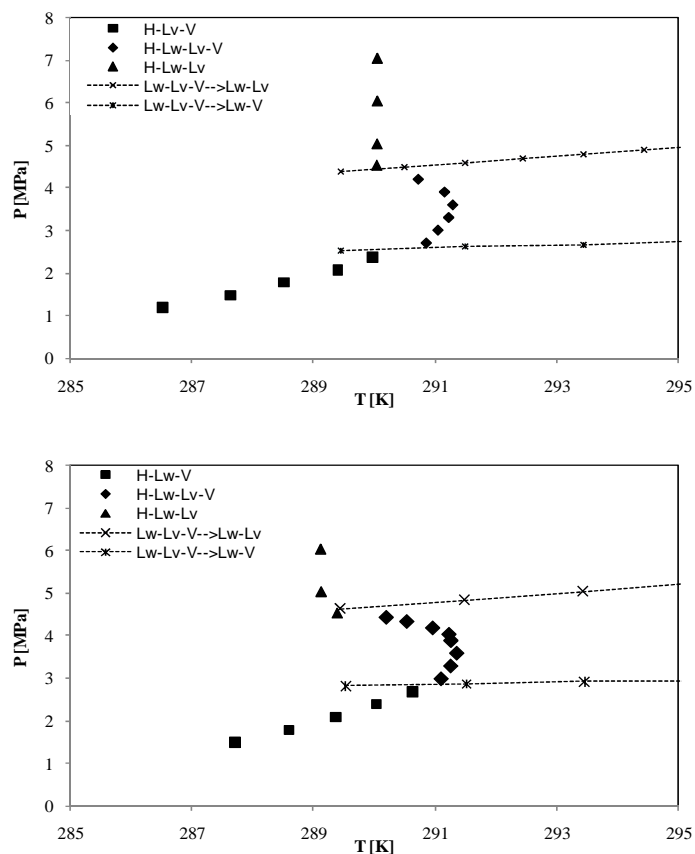 8
H-Lv-V
7
H-Lw-Lv-V
H-Lw-Lv
6
Lw-Lv-V-->Lw-Lv
Lw-Lv-V-->Lw-V
5
P [MPa]
4
3
2
1
0
285 287 289 291 293 295
T [K]
8
H-Lw-V
7
H-Lw-Lv-V
H-Lw-Lv
6
Lw-Lv-V-->Lw-Lv
Lw-Lv-V-->Lw-V
5
P [MPa]
4
3
2
1
0
285 287 289 291 293 295
T [K]